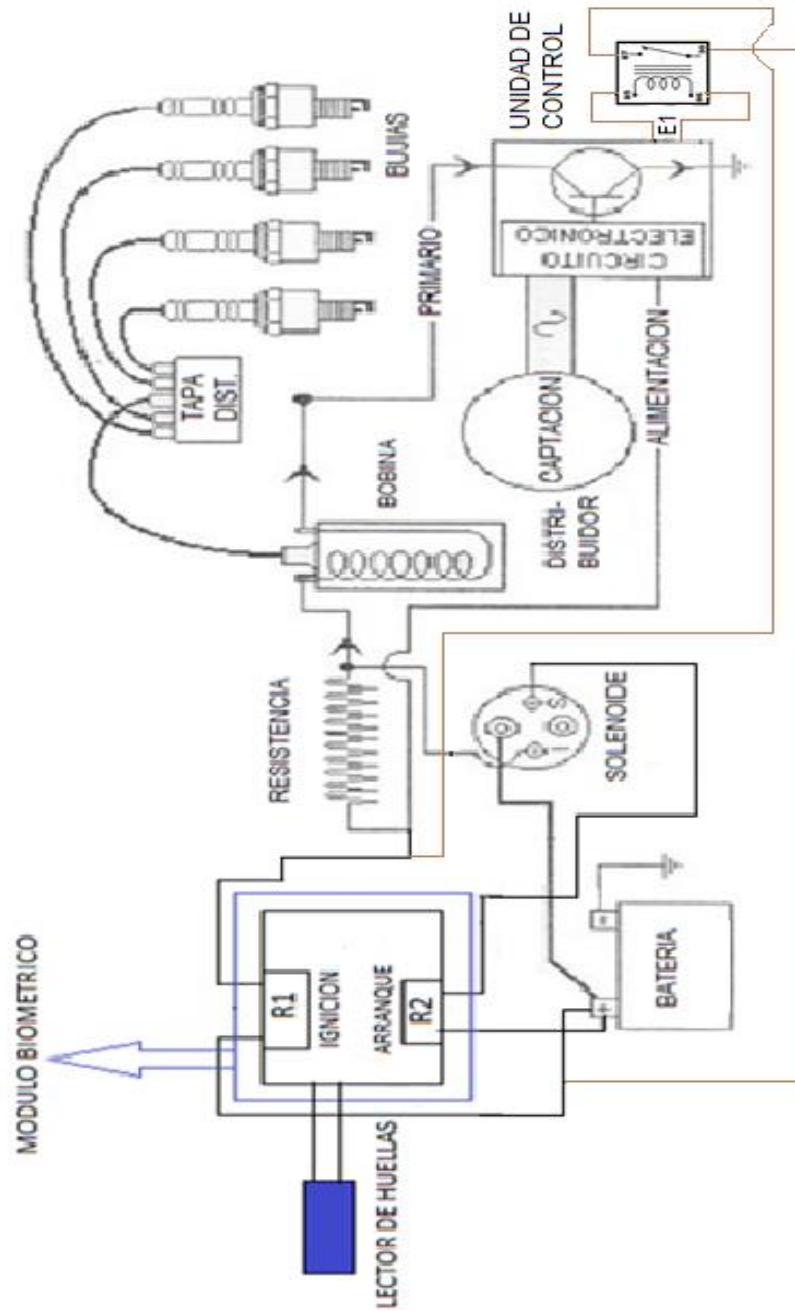 MODULO BIOMETRICO
LECTOR DE HUELLAS
R1
IGNICION
ARRANQUE
R2
BATERIA
+
RESISTENCIA
SOLENOIDE
S
I
BOBINA
TAPA
DIST.
BUJIAS
PRIMARIO
DISTRI-
BUIDOR
CAPTACION
ALIMENTACION
CIRCUITO
ELECTRONICO
UNIDAD DE
CONTROL
E1